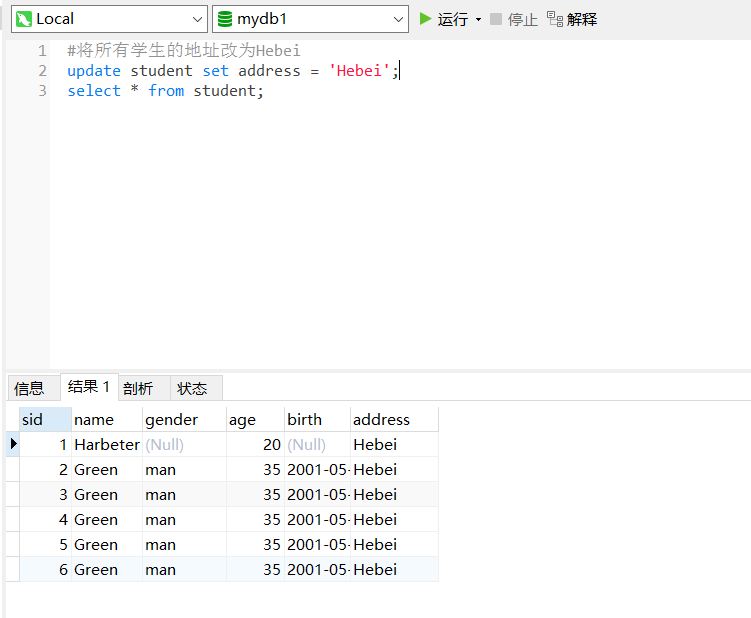 Local mydb1 运行 停止 解释
1 #将所有学生的地址改为Hebei
2 update student set address = 'Hebei';
3 select * from student;
信息 结果 1 剖析 状态
sid name gender age birth address
1 Harbeter (Null) 20 (Null) Hebei
2 Green man 35 2001-05- Hebei
3 Green man 35 2001-05- Hebei
4 Green man 35 2001-05- Hebei
5 Green man 35 2001-05- Hebei
6 Green man 35 2001-05- Hebei